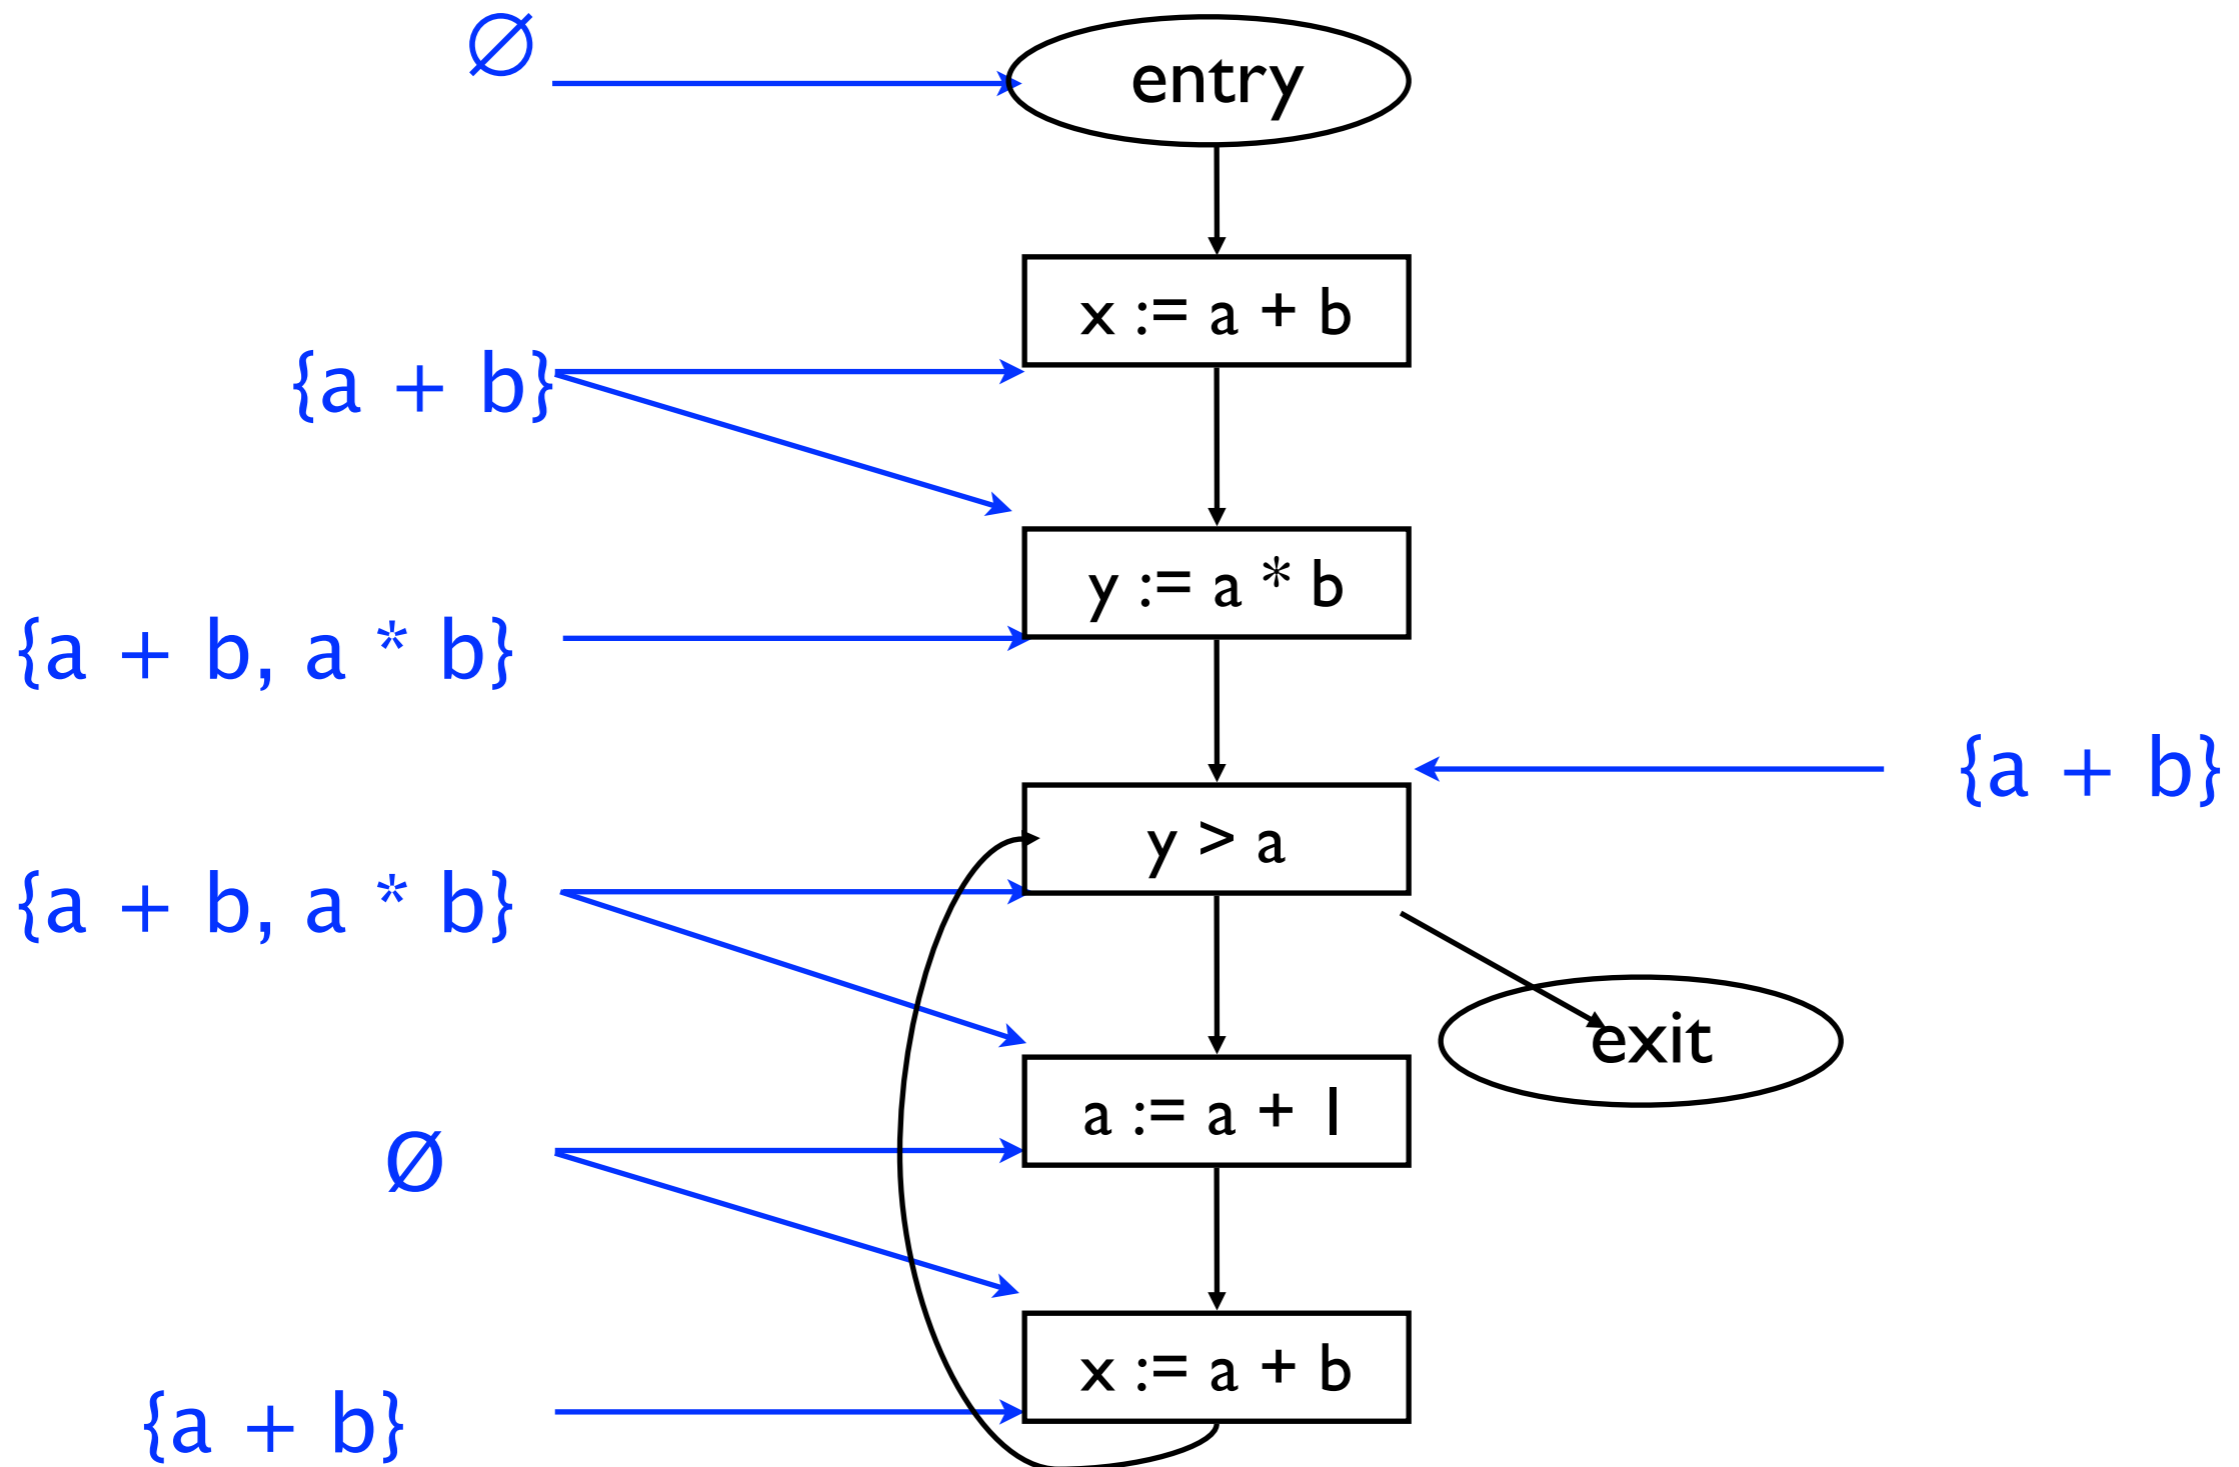 ∅
entry
x := a + b
{a + b}
y := a * b
{a + b, a * b}
{a + b}
y > a
{a + b, a * b}
exit
a := a + 1
Ø
x := a + b
{a + b}